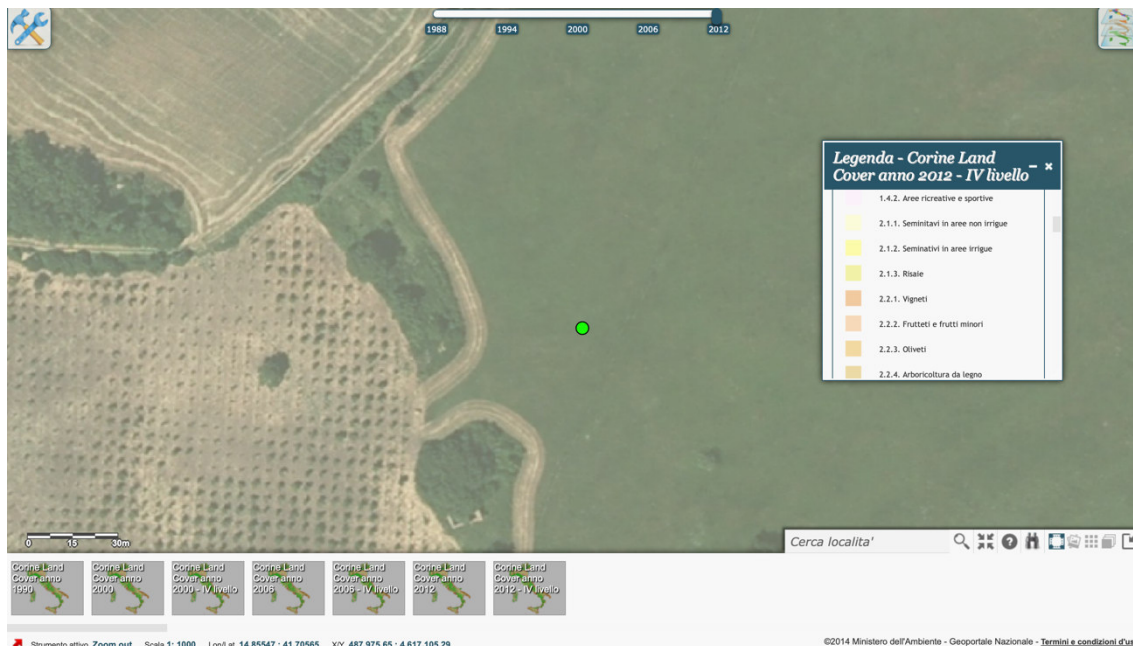 1988 1994 2000 2006 2012
Legenda - Corine Land
Cover anno 2012 - IV livello
1.4.2. Aree ricreative e sportive
2.1.1. Seminitavi in aree non irrigue
2.1.2. Seminativi in aree irrigue
2.1.3. Risaie
2.2.1. Vigneti
2.2.2. Frutteti e frutti minori
2.2.3. Oliveti
2.2.4. Arboricoltura da legno
0 15 30m
Cerca localita'
Corine Land
Cover anno
1990
Corine Land
Cover anno
2000
Corine Land
Cover anno
2000 - IV livello
Corine Land
Cover anno
2006
Corine Land
Cover anno
2006 - IV livello
Corine Land
Cover anno
2012
Corine Land
Cover anno
2012 - IV livello
Strumento attivo Zoom out Scala 1: 1000 Lon/Lat 14.85547 : 41.70565 X/Y 487.975,65 : 4.617.105,29
©2014 Ministero dell'Ambiente - Geoportale Nazionale - Termini e condizioni d'us